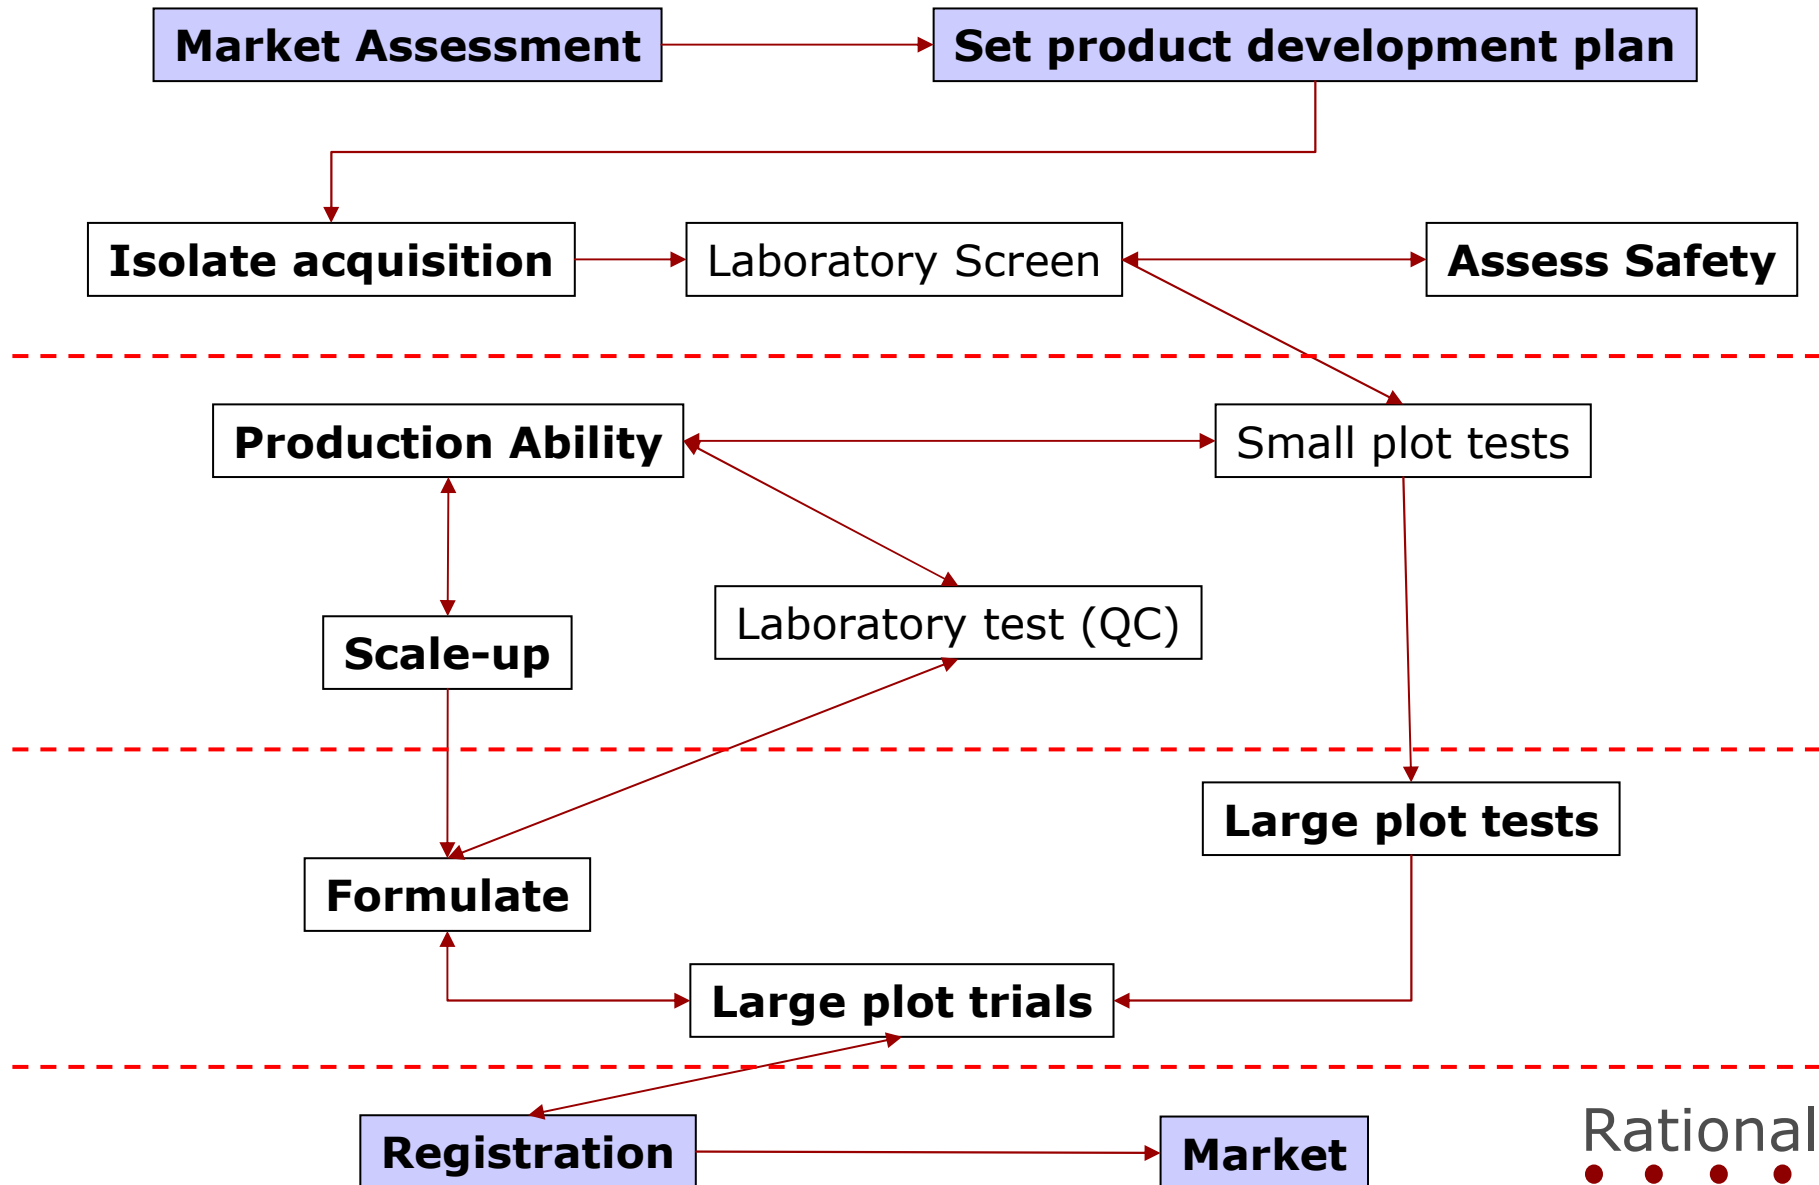 Market Assessment
Set product development plan
Isolate acquisition
Laboratory Screen
Assess Safety
Production Ability
Small plot tests
Laboratory test (QC)
Scale-up
Large plot tests
Formulate
Large plot trials
Registration
Market
Rational